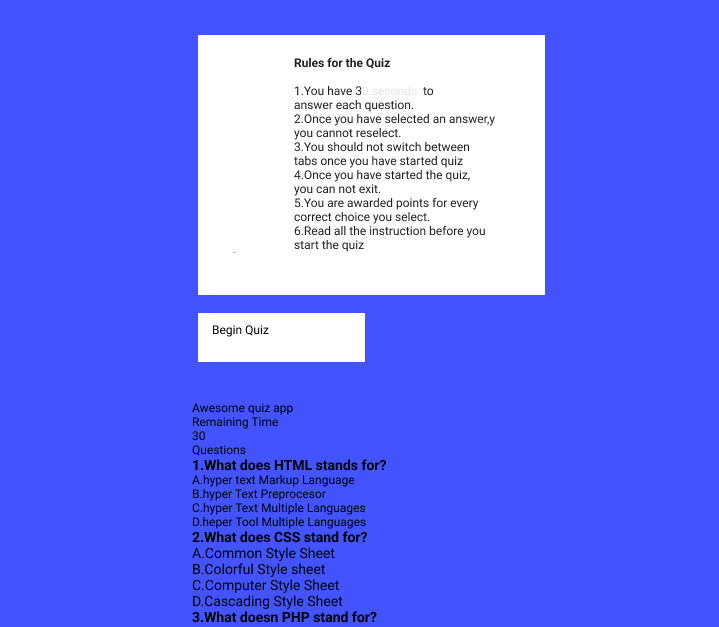 Rules for the Quiz
1.You have 30 seconds to
answer each question.
2.Once you have selected an answer,y
you cannot reselect.
3.You should not switch between
tabs once you have started quiz
4.Once you have started the quiz,
you can not exit.
5.You are awarded points for every
correct choice you select.
6.Read all the instruction before you
start the quiz
Begin Quiz
Awesome quiz app
Remaining Time
30
Questions
1.What does HTML stands for?
A.hyper text Markup Language
B.hyper Text Preprocesor
C.hyper Text Multiple Languages
D.heper Tool Multiple Languages
2.What does CSS stand for?
A.Common Style Sheet
B.Colorful Style sheet
C.Computer Style Sheet
D.Cascading Style Sheet
3.What doesn PHP stand for?